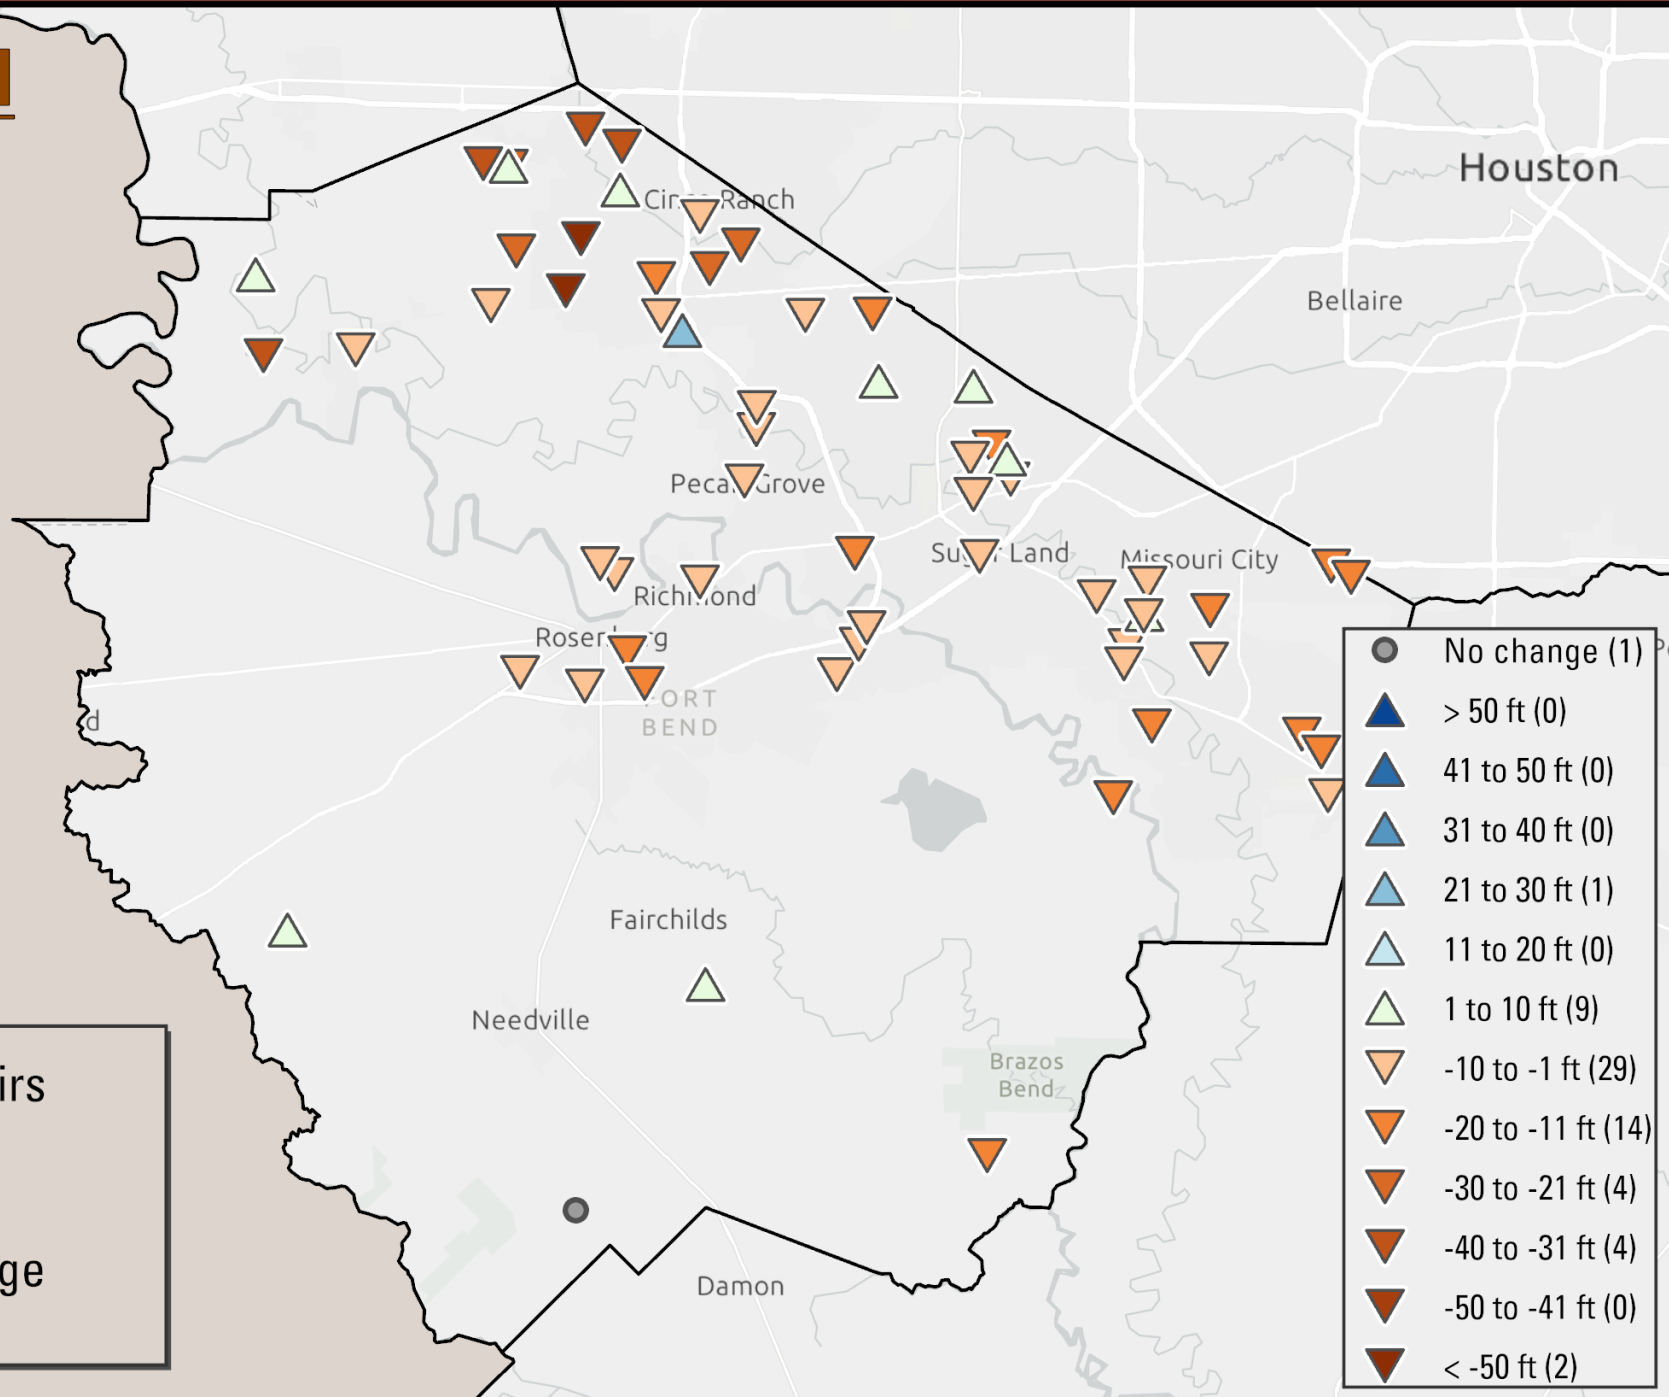 Houston
Bellaire
Pecan Grove
Sugar Land
Missouri City
Richmond
Rosenberg
FORT
BEND
d
Fairchilds
Needville
Brazos
Bend
Damon
irs
ge
No change (1)
> 50 ft (0)
41 to 50 ft (0)
31 to 40 ft (0)
21 to 30 ft (1)
11 to 20 ft (0)
1 to 10 ft (9)
-10 to -1 ft (29)
-20 to -11 ft (14)
-30 to -21 ft (4)
-40 to -31 ft (4)
-50 to -41 ft (0)
< -50 ft (2)
Cinco Ranch